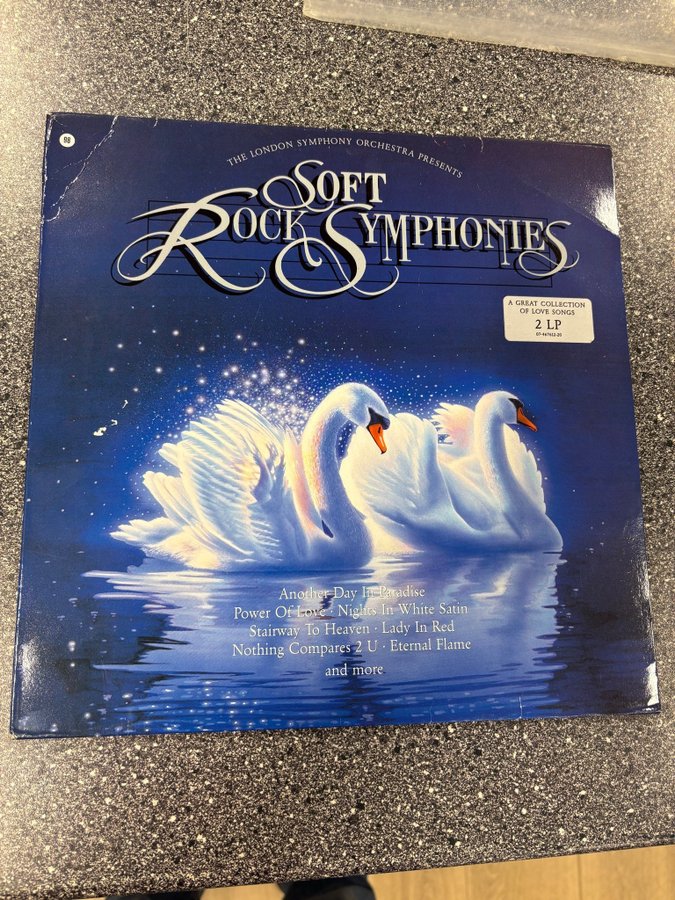 THE LONDON SYMPHONY ORCHESTRA PRESENTS
SOFT
ROCK SYMPHONIES
A GREAT COLLECTION
OF LOVE SONGS
2 LP
Another Day In Paradise
Power Of Love · Nights In White Satin
Stairway To Heaven · Lady In Red
Nothing Compares 2 U · Eternal Flame
and more